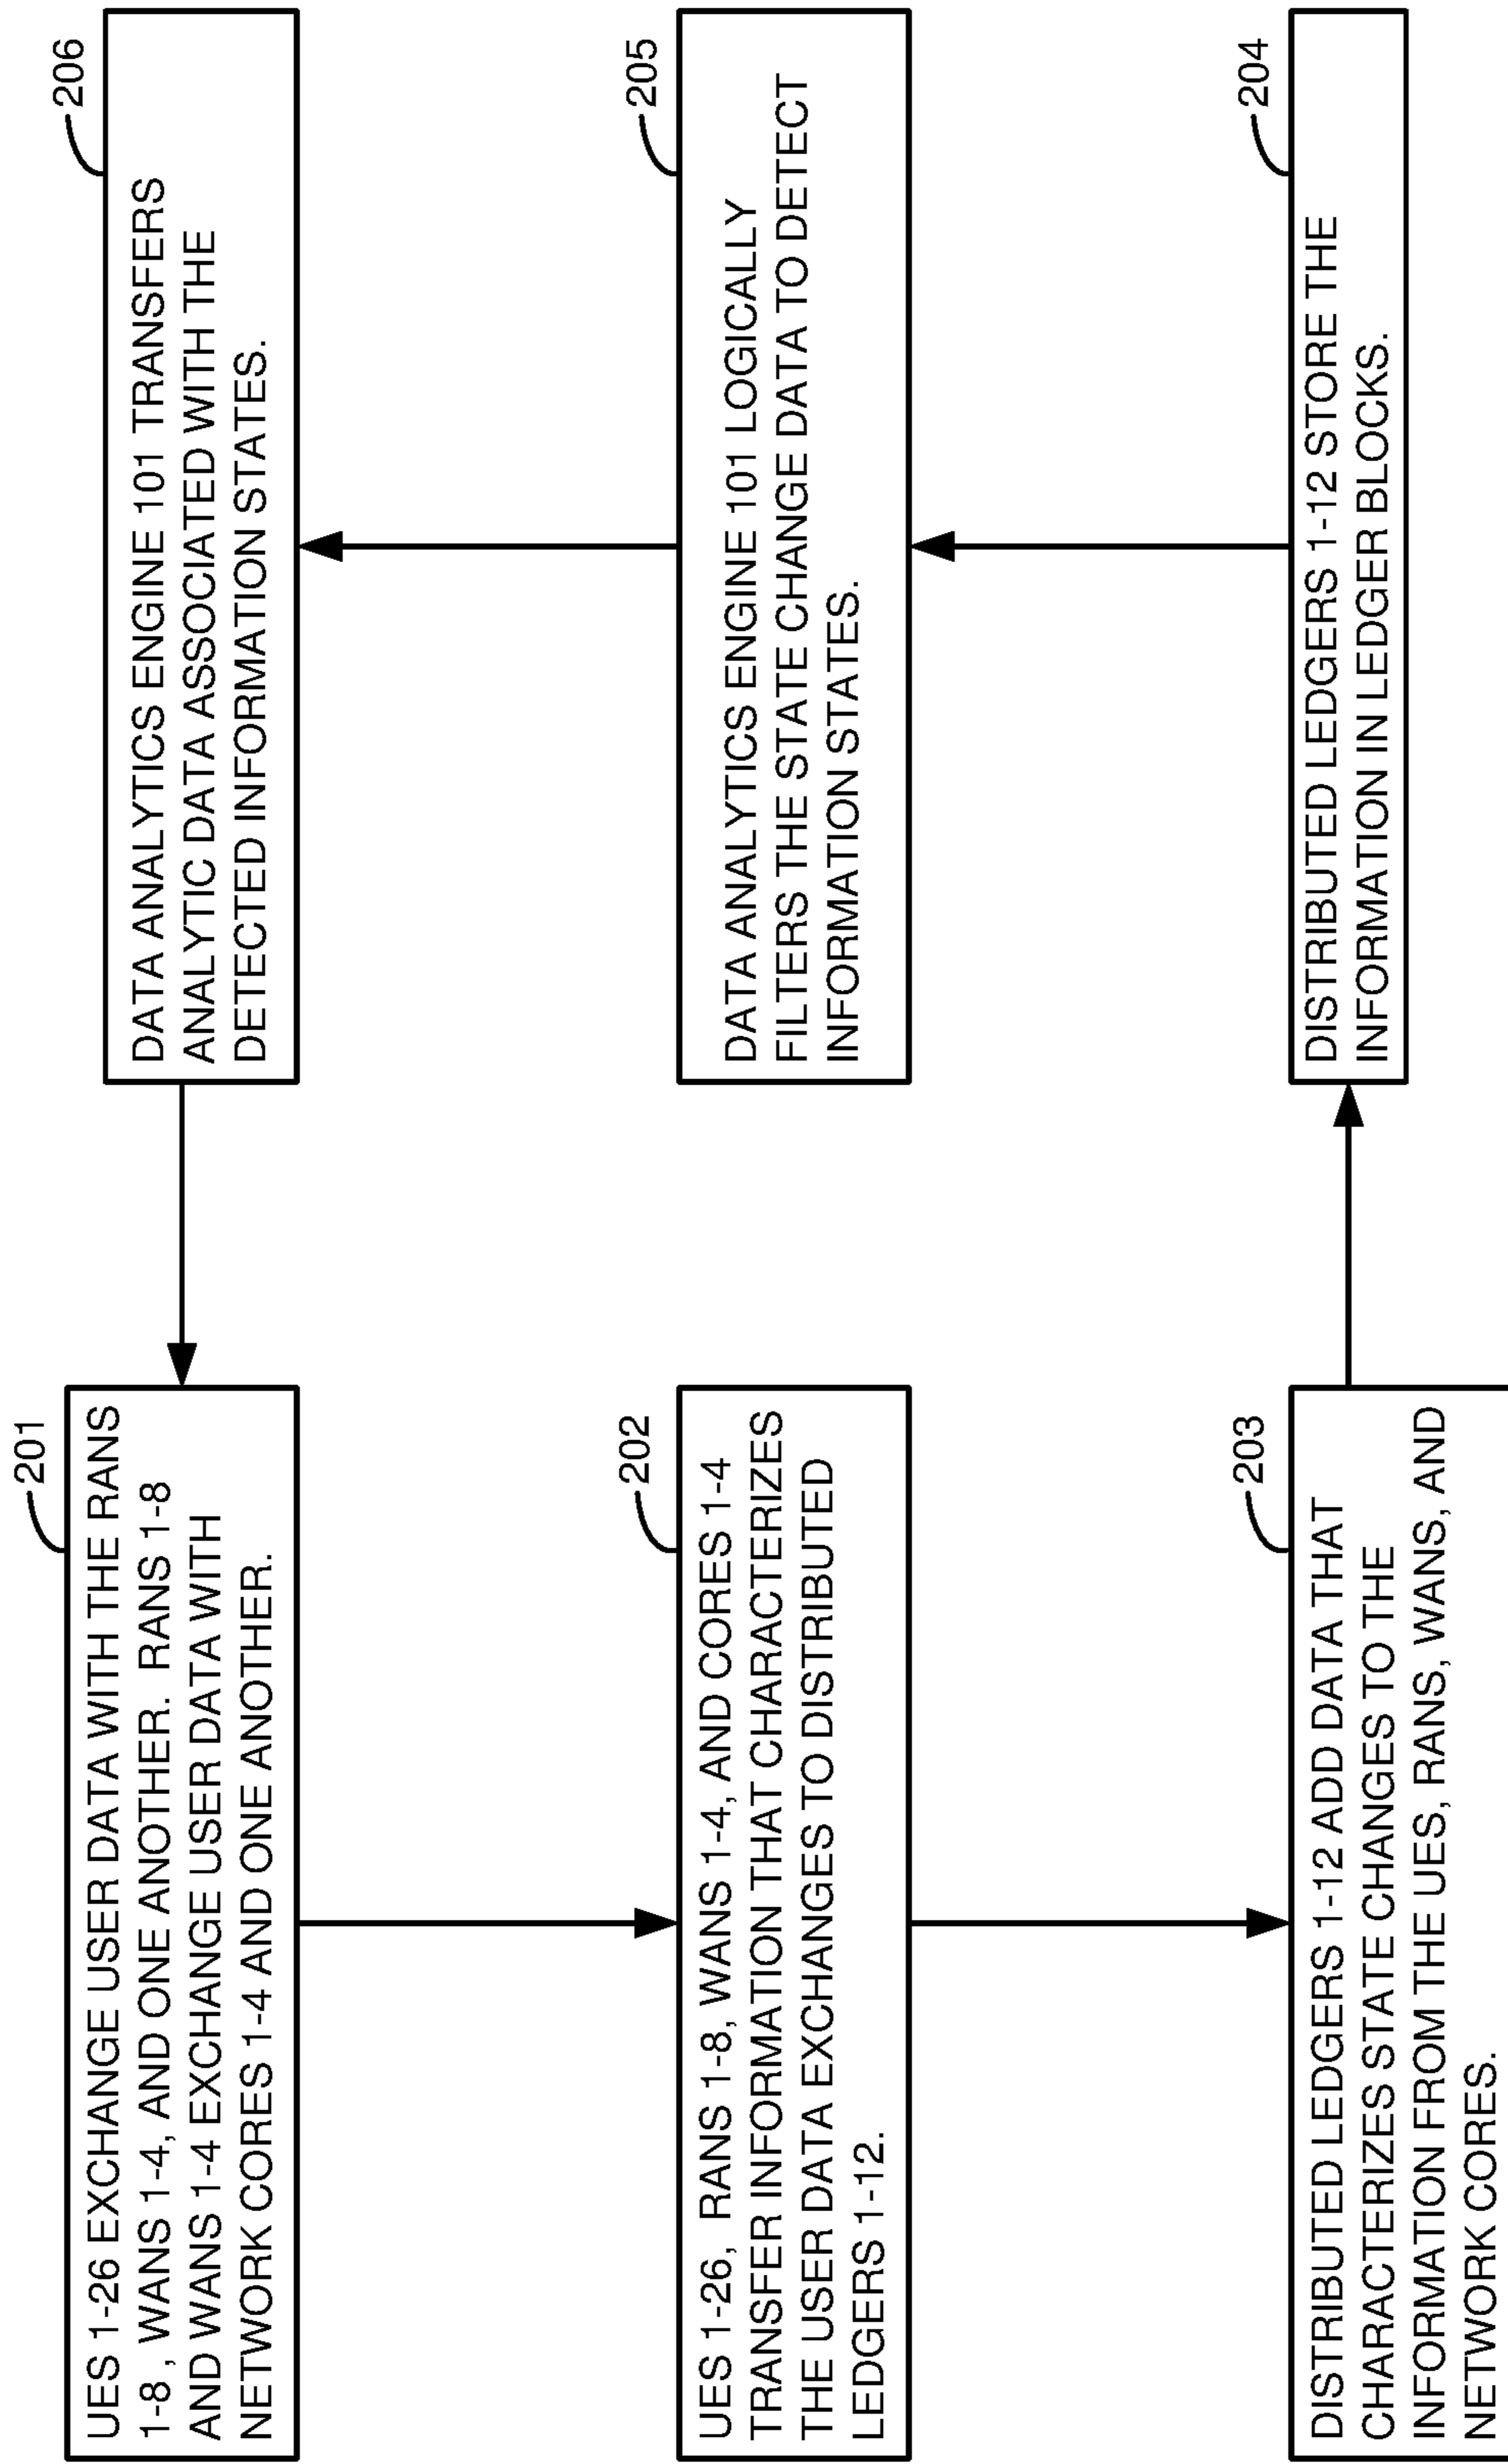 201
UES 1-26 EXCHANGE USER DATA WITH THE RANS
1-8 , WANS 1-4, AND ONE ANOTHER. RANS 1-8
AND WANS 1-4 EXCHANGE USER DATA WITH
NETWORK CORES 1-4 AND ONE ANOTHER.
202
UES 1-26, RANS 1-8, WANS 1-4, AND CORES 1-4
TRANSFER INFORMATION THAT CHARACTERIZES
THE USER DATA EXCHANGES TO DISTRIBUTED
LEDGERS 1-12.
203
DISTRIBUTED LEDGERS 1-12 ADD DATA THAT
CHARACTERIZES STATE CHANGES TO THE
INFORMATION FROM THE UES, RANS, WANS, AND
NETWORK CORES.
204
DISTRIBUTED LEDGERS 1-12 STORE THE
INFORMATION IN LEDGER BLOCKS.
205
DATA ANALYTICS ENGINE 101 LOGICALLY
FILTERS THE STATE CHANGE DATA TO DETECT
INFORMATION STATES.
206
DATA ANALYTICS ENGINE 101 TRANSFERS
ANALYTIC DATA ASSOCIATED WITH THE
DETECTED INFORMATION STATES.